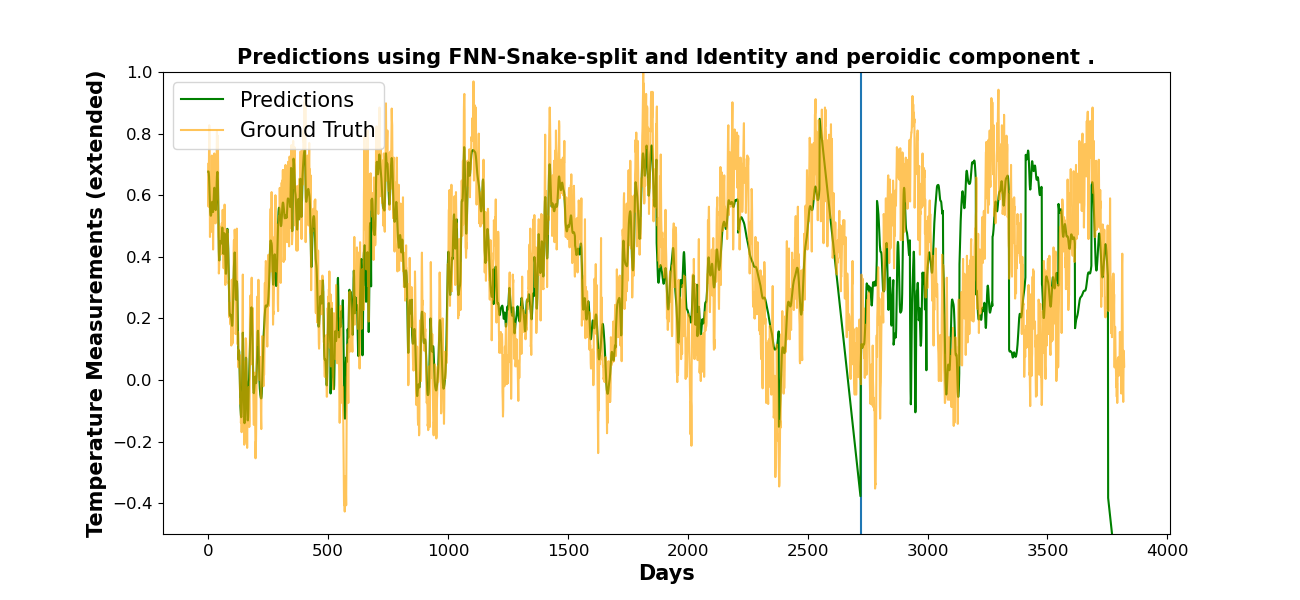 Predictions using FNN-Snake-split and Identity and peroidic component .
Temperature Measurements (extended)
1.0
0.8
0.6
0.4
0.2
0.0
−0.2
−0.4
Predictions
Ground Truth
0 500 1000 1500 2000 2500 3000 3500 4000
Days